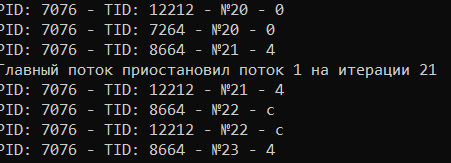 PID: 7076 - TID: 12212 - №20 - 0
PID: 7076 - TID: 7264 - №20 - 0
PID: 7076 - TID: 8664 - №21 - 4
Главный поток приостановил поток 1 на итерации 21
PID: 7076 - TID: 12212 - №21 - 4
PID: 7076 - TID: 8664 - №22 - с
PID: 7076 - TID: 12212 - №22 - с
PID: 7076 - TID: 8664 - №23 - 4